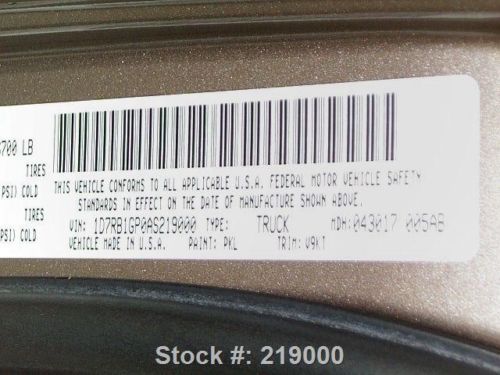 700 LB
TIRES
PSI) COLD
TIRES
PSI) COLD
THIS VEHICLE CONFORMS TO ALL APPLICABLE U.S.A. FEDERAL MOTOR VEHICLE SAFETY
STANDARDS IN EFFECT ON THE DATE OF MANUFACTURE SHOWN ABOVE.
VIN: 1D7RB1GP0AS219000 TYPE: TRUCK MDH: 043017 005AB
MADE IN U.S.A. PAINT: PKL TRIM: V9KT
Stock #: 219000